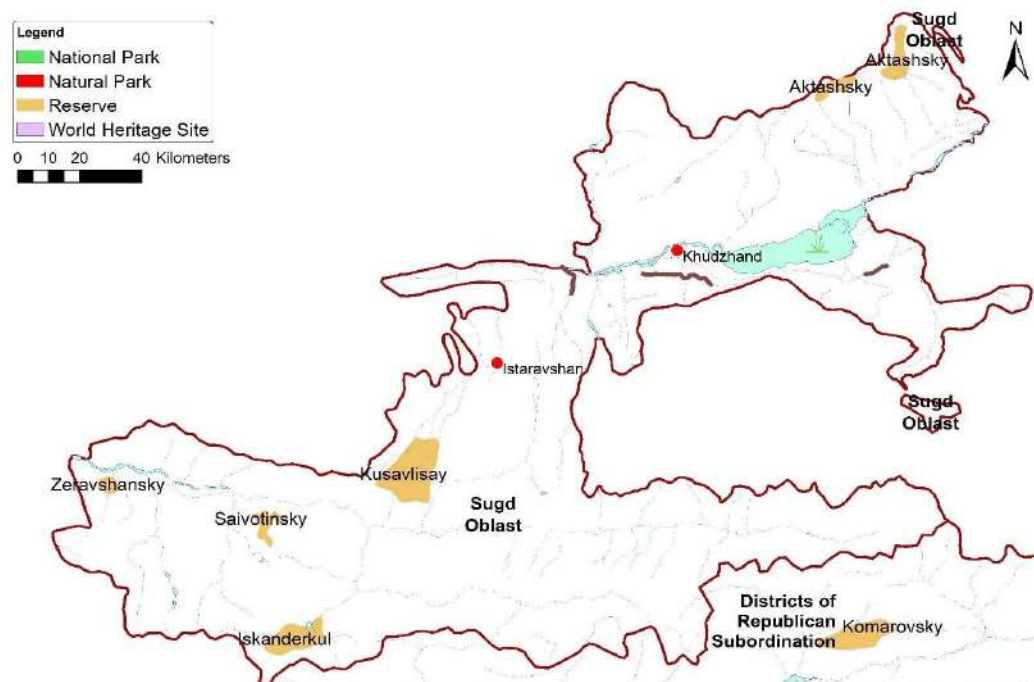 Legend
National Park
Natural Park
Reserve
World Heritage Site
0 10 20 40 Kilometers
N
Sugd
Oblast
Aktashsky
Aktashsky
Khudzhand
Istaravshan
Sugd
Oblast
Kusavlisay
Zeravshansky
Saivotinsky
Sugd
Oblast
Iskanderkul
Districts of
Republican
Subordination
Komarovsky